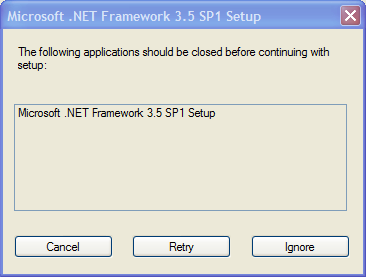 Microsoft .NET Framework 3.5 SP1 Setup
The following applications should be closed before continuing with
setup:
Microsoft .NET Framework 3.5 SP1 Setup
Cancel
Retry
Ignore